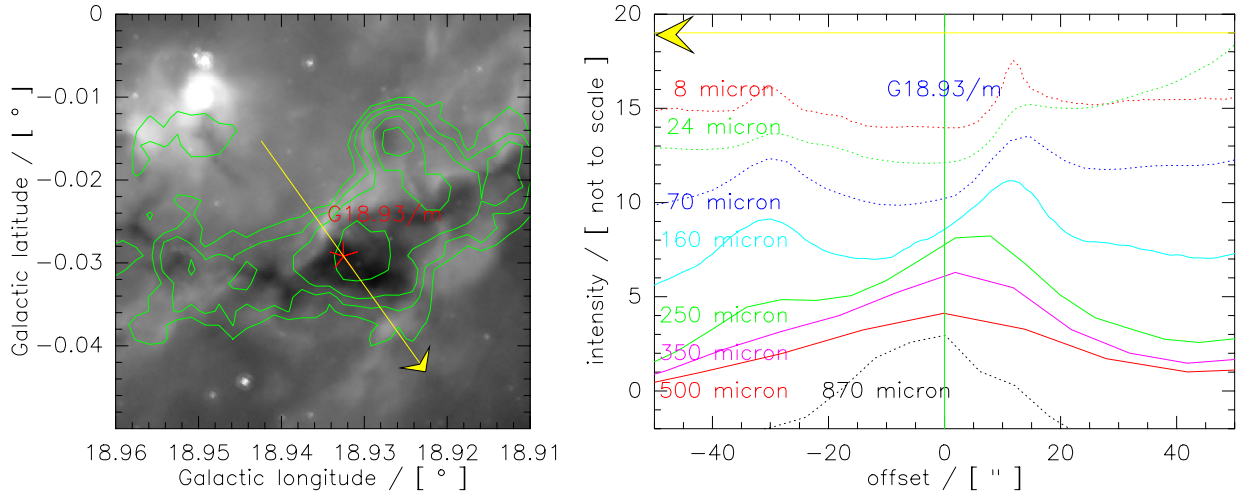 0
−0.01
−0.02
−0.03
−0.04
Galactic latitude / [ ° ]
G18.93/m
18.96
18.95
18.94
18.93
18.92
18.91
Galactic longitude / [ ° ]
20
15
10
5
0
intensity / [ not to scale ]
8 micron
G18.93/m
24 micron
70 micron
160 micron
250 micron
350 micron
500 micron
870 micron
−40
−20
0
20
40
offset / [ " ]